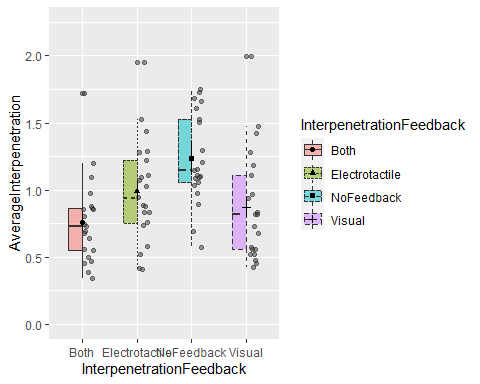 2.0
1.5
1.0
0.5
0.0
AverageInterpenetration
Both Electrotactile NoFeedback Visual
InterpenetrationFeedback
InterpenetrationFeedback
Both
Electrotactile
NoFeedback
Visual